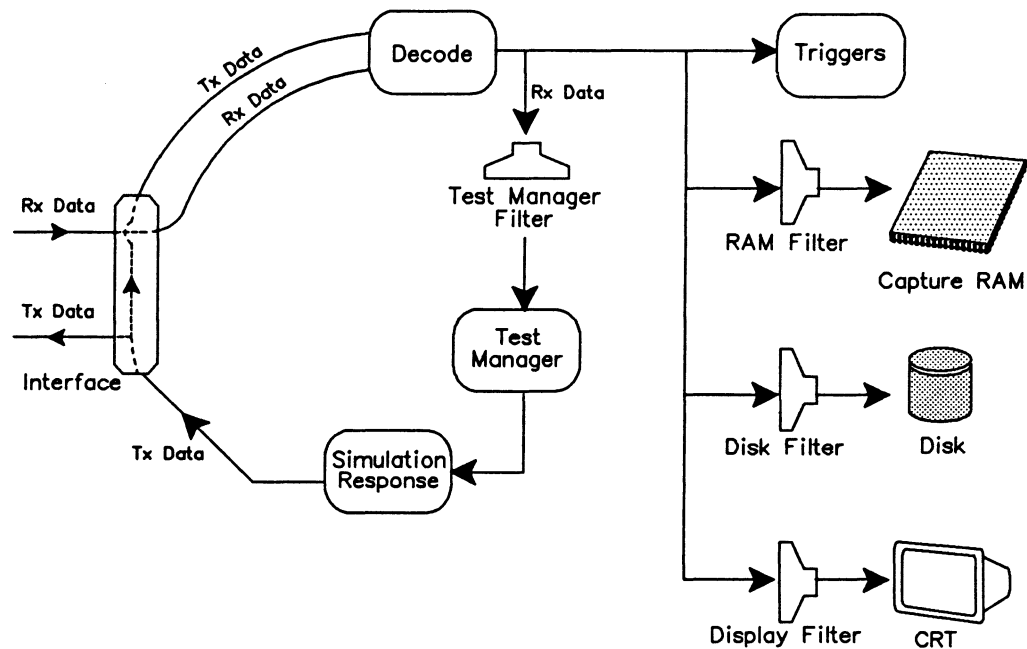 Tx Data
Rx Data
Decode
Triggers
Rx Data
Test Manager
Filter
Rx Data
RAM Filter
Capture RAM
Tx Data
Interface
Test
Manager
Tx Data
Simulation
Response
Disk Filter
Disk
Display Filter
CRT